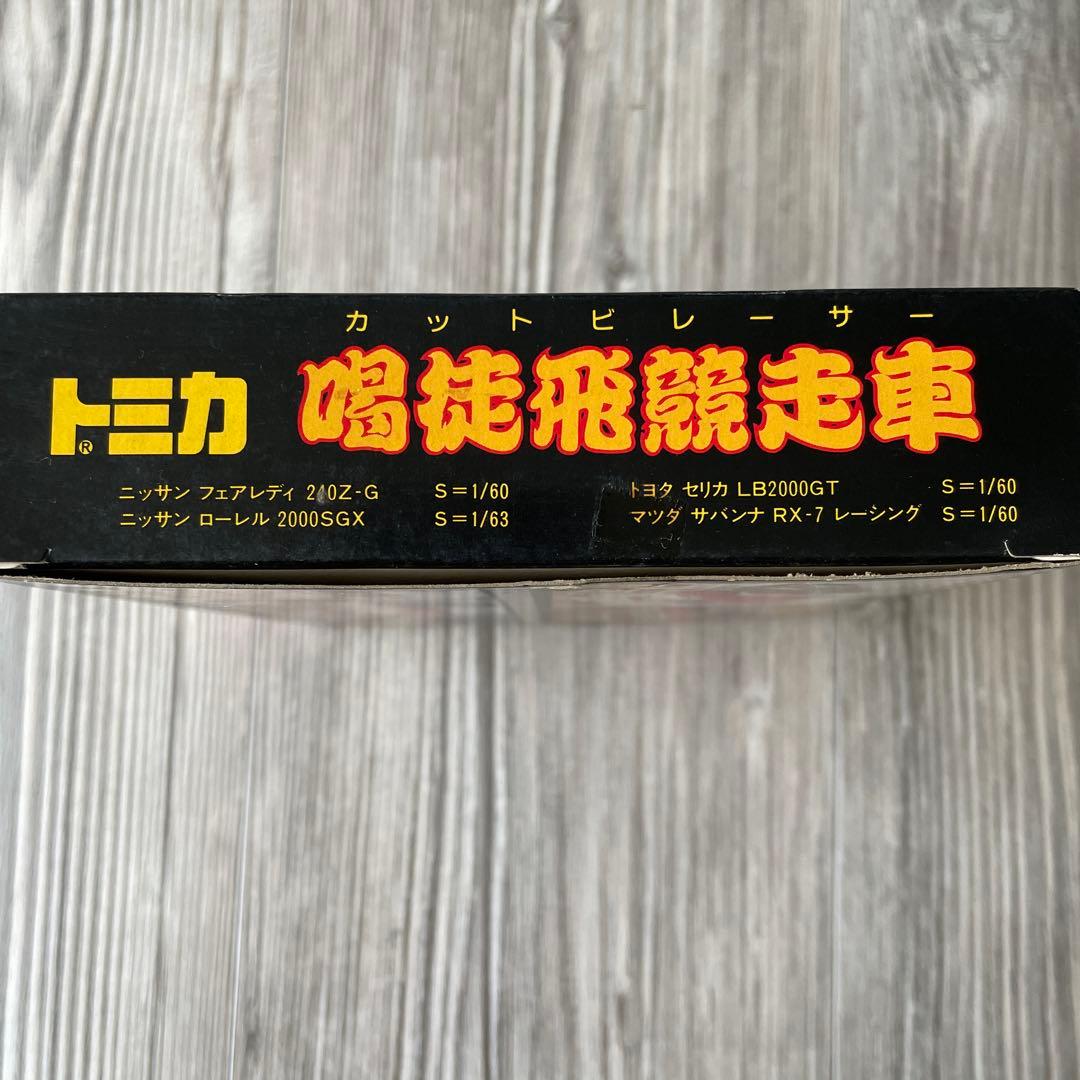 カットビレーサー
トミカ®
喝徒飛競走車
ニッサン フェアレディ 240Z-G S=1/60
ニッサン ローレル 2000SGX S=1/63
トヨタ セリカ LB2000GT S=1/60
マツダ サバンナ RX-7 レーシング S=1/60